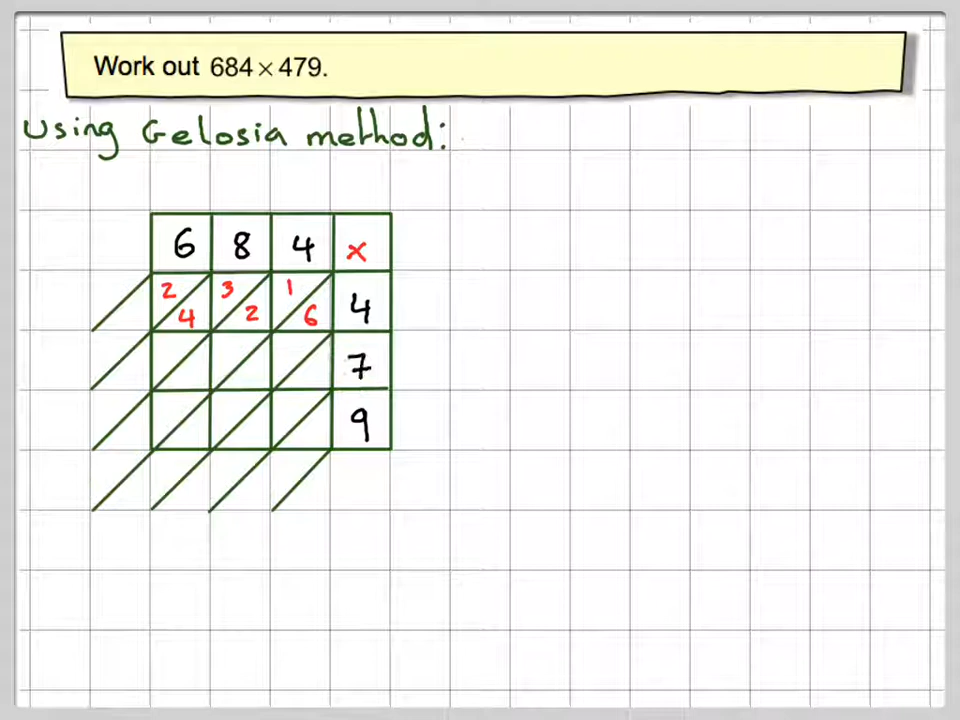 Work out 684 × 479.
Using Gelosia method:
6 8 4 ×
2 3 1
4 2 6 4
7
9